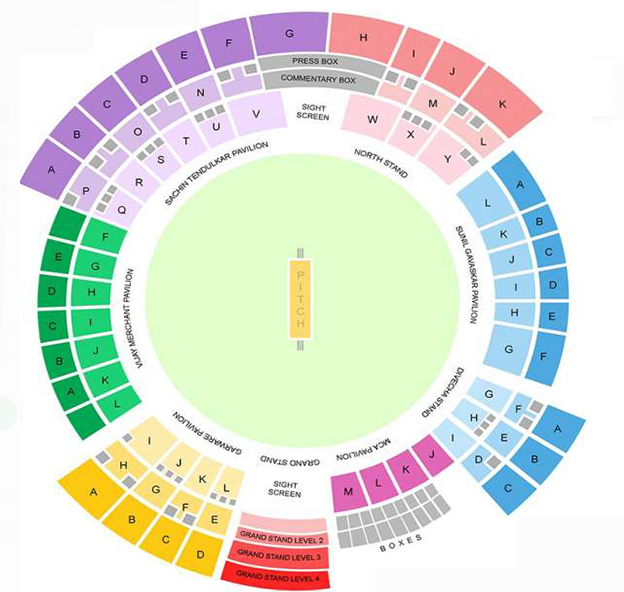 A
B
C
D
E
F
G
H
I
J
K
PRESS BOX
COMMENTARY BOX
P
O
N
M
L
Q
R
S
T
U
V
SIGHT
SCREEN
W
X
Y
SACHIN TENDULKAR PAVILION
NORTH STAND
F
G
H
I
J
K
L
E
D
C
B
A
VIJAY MERCHANT PAVILION
PITCH
SUNIL GAVASKAR PAVILION
L
K
J
I
H
G
A
B
C
D
E
F
DIVECHA STAND
G
H
I
F
E
D
A
B
C
MCA PAVILION
M
L
K
J
BOXES
GRAND STAND
SIGHT
SCREEN
GRAND STAND LEVEL 2
GRAND STAND LEVEL 3
GRAND STAND LEVEL 4
GARWARE PAVILION
I
J
K
L
H
G
F
E
A
B
C
D